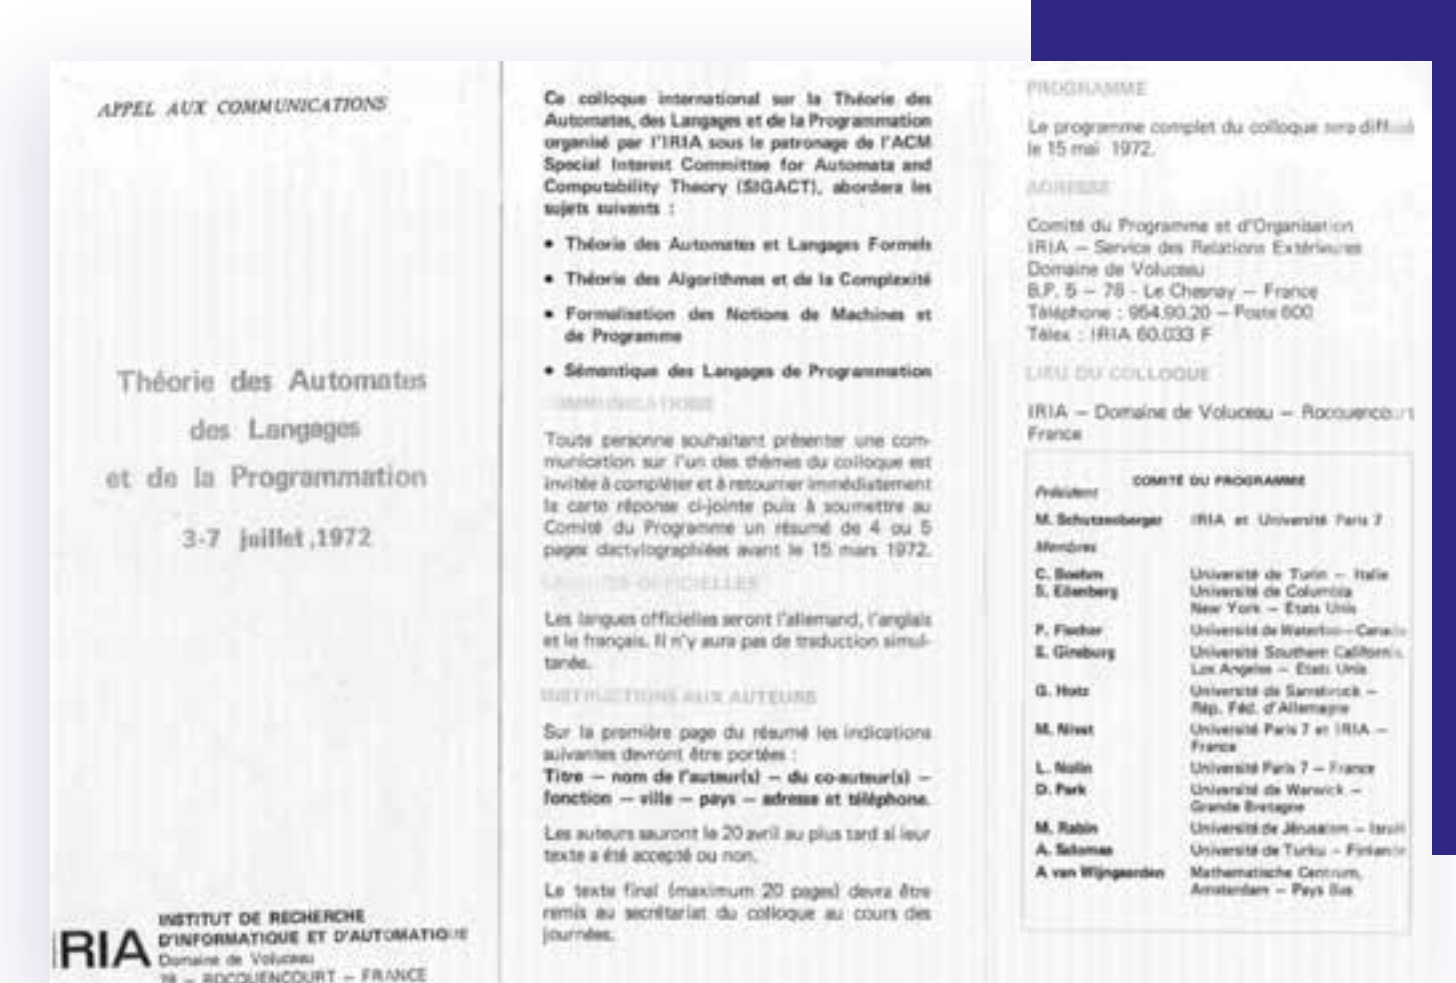 APPEL AUX COMMUNICATIONS
Théorie des Automates
des Langages
et de la Programmation
3-7 juillet, 1972
IRIA
INSTITUT DE RECHERCHE
D'INFORMATIQUE ET D'AUTOMATIQUE
Domaine de Voluceau
78 – ROCQUENCOURT – FRANCE
Ce colloque international sur la Théorie des
Automates, des Langages et de la Programmation
organisé par l'IRIA sous le patronage de l'ACM
Special Interest Committee for Automata and
Computability Theory (SIGACT), abordera les
sujets suivants :
• Théorie des Automates et Langages Formels
• Théorie des Algorithmes et de la Complexité
• Formalisation des Notions de Machines et
de Programme
• Sémantique des Langages de Programmation
COMMUNICATIONS
Toute personne souhaitant présenter une com-
munication sur l'un des thèmes du colloque est
invitée à compléter et à retourner immédiatement
la carte réponse ci-jointe puis à soumettre au
Comité du Programme un résumé de 4 ou 5
pages dactylographiées avant le 15 mars 1972.
LANGUES OFFICIELLES
Les langues officielles seront l'allemand, l'anglais
et le français. Il n'y aura pas de traduction simul-
tanée.
INSTRUCTIONS AUX AUTEURS
Sur la première page du résumé les indications
suivantes devront être portées :
Titre – nom de l'auteur(s) – du co-auteur(s) –
fonction – ville – pays – adresse et téléphone.
Les auteurs sauront le 20 avril au plus tard si leur
texte a été accepté ou non.
Le texte final (maximum 20 pages) devra être
remis au secrétariat du colloque au cours des
journées.
PROGRAMME
Le programme complet du colloque sera diffusé
le 15 mai 1972.
ADRESSE
Comité du Programme et d'Organisation
IRIA – Service des Relations Extérieures
Domaine de Voluceau
B.P. 5 – 78 - Le Chesnay – France
Téléphone : 954.90.20 – Poste 600
Télex : IRIA 60.033 F
LIEU DU COLLOQUE
IRIA – Domaine de Voluceau – Rocquencourt
France
COMITÉ DU PROGRAMME
Président
M. Schutzenberger IRIA et Université Paris 7
Membres
C. Boehm Université de Turin – Italie
S. Eilenberg Université de Columbia
New York – Etats Unis
P. Fischer Université de Waterloo – Canada
S. Ginsburg Université Southern California,
Los Angeles – Etats Unis
G. Hotz Université de Sarrebruck –
Rép. Féd. d'Allemagne
M. Nivat Université Paris 7 et IRIA –
France
L. Nolin Université Paris 7 – France
D. Park Université de Warwick –
Grande Bretagne
M. Rabin Université de Jérusalem – Israël
A. Salomaa Université de Turku – Finlande
A van Wijngaarden Mathematische Centrum,
Amsterdam – Pays Bas